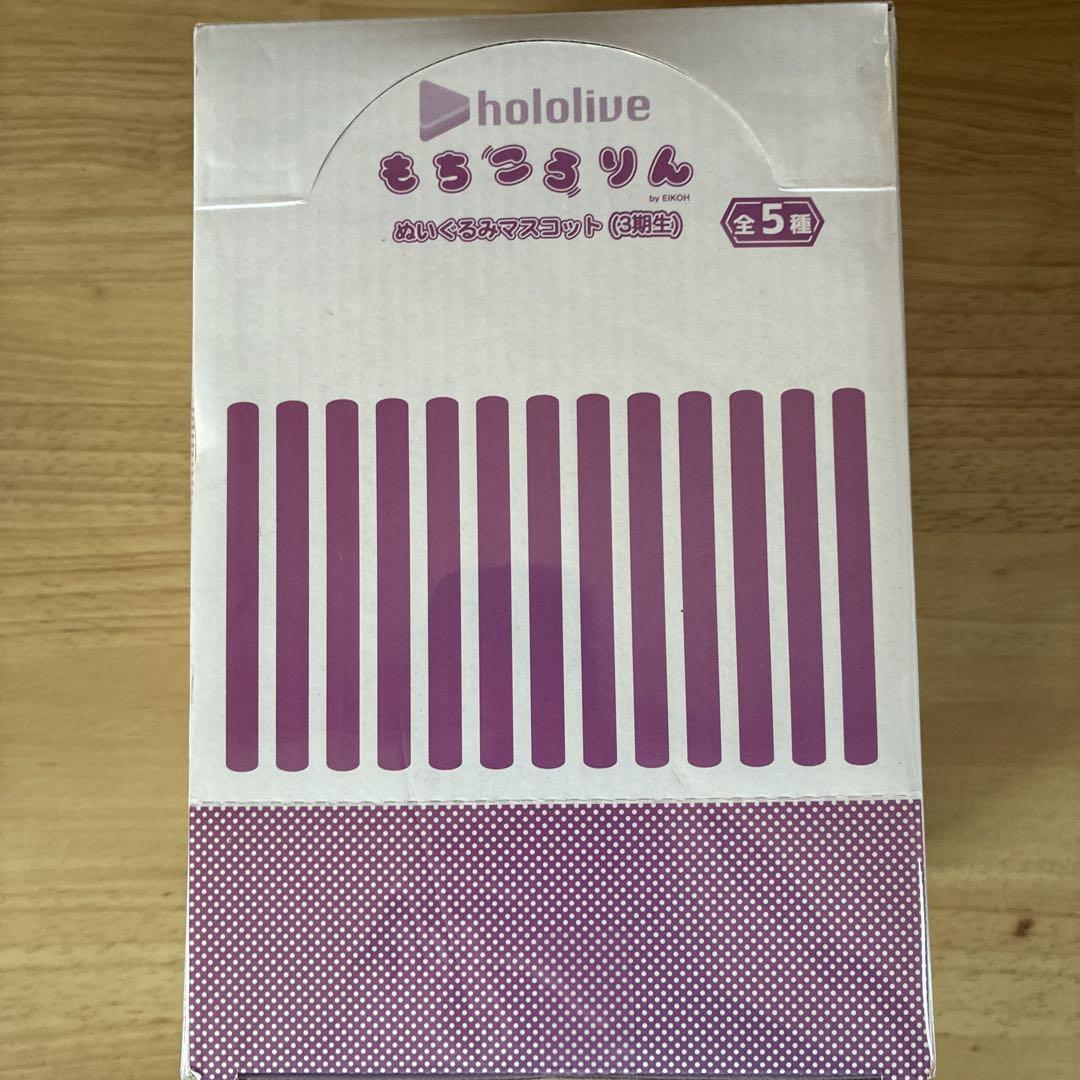 hololive
もちころりん
by EIKOH
ぬいぐるみマスコット (3期生)
全5種